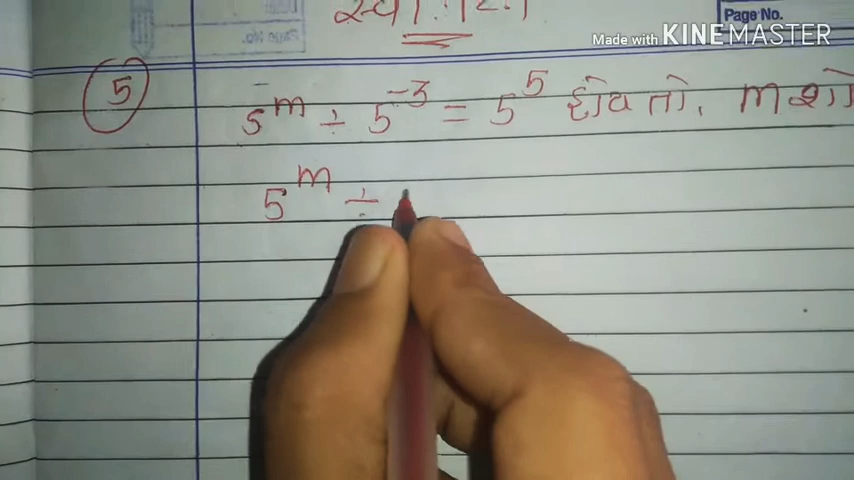 Page No.
Made with KINEMASTER
5 5^m ÷ 5^-3 = 5^5 હોય તો, m શો
5^m ÷